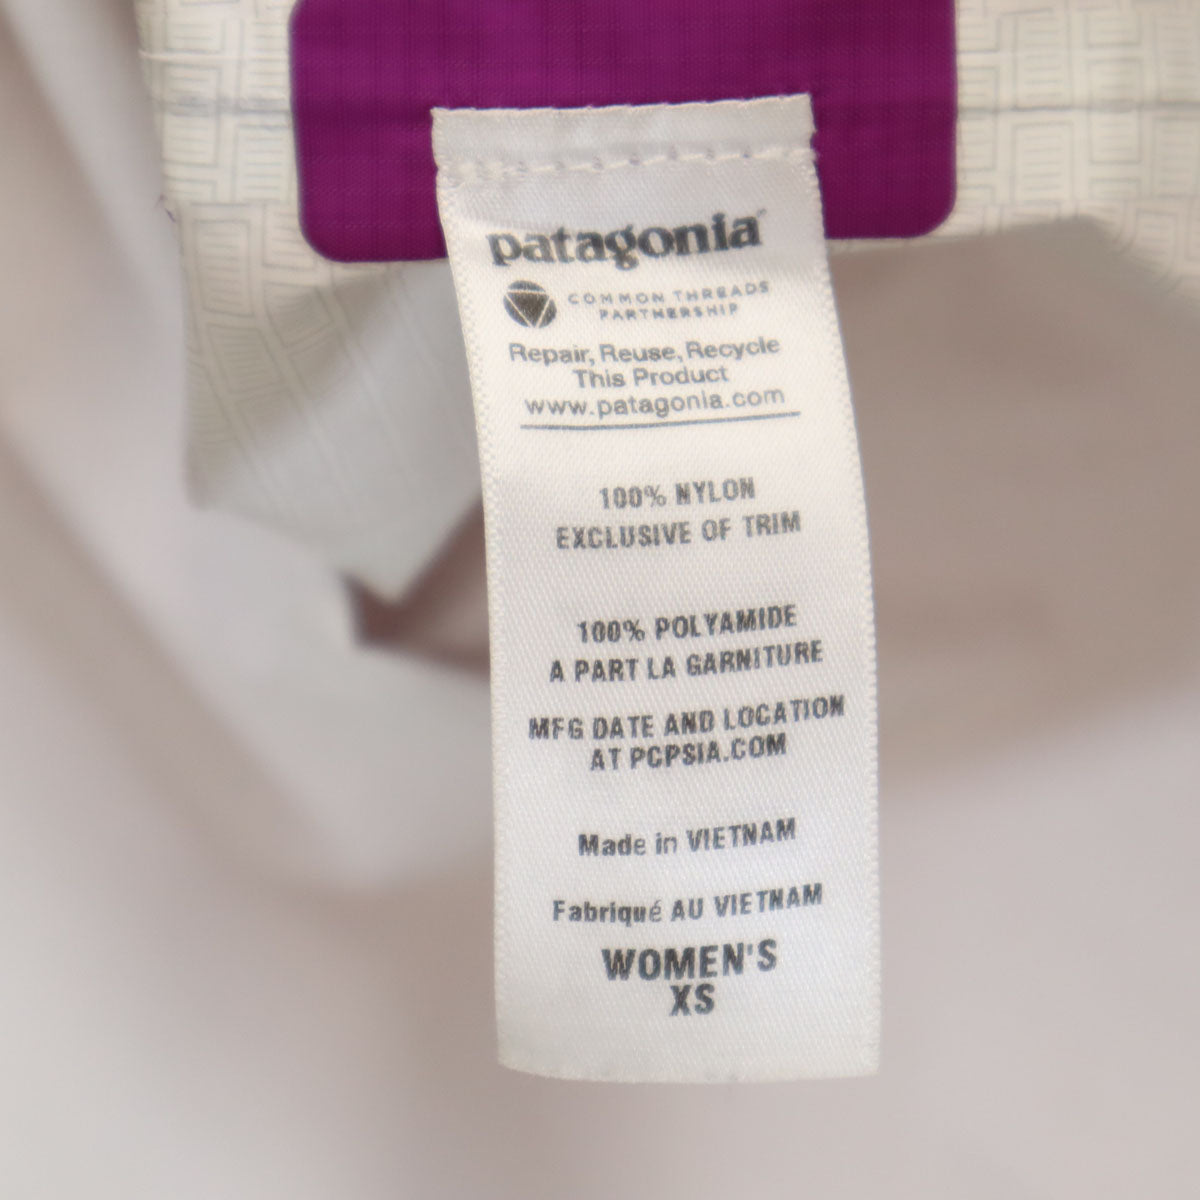 patagonia
COMMON THREADS
PARTNERSHIP
Repair, Reuse, Recycle
This Product
www.patagonia.com
100% NYLON
EXCLUSIVE OF TRIM
100% POLYAMIDE
A PART LA GARNITURE
MFG DATE AND LOCATION
AT PCPSIA.COM
Made in VIETNAM
Fabriqué AU VIETNAM
WOMEN'S
XS